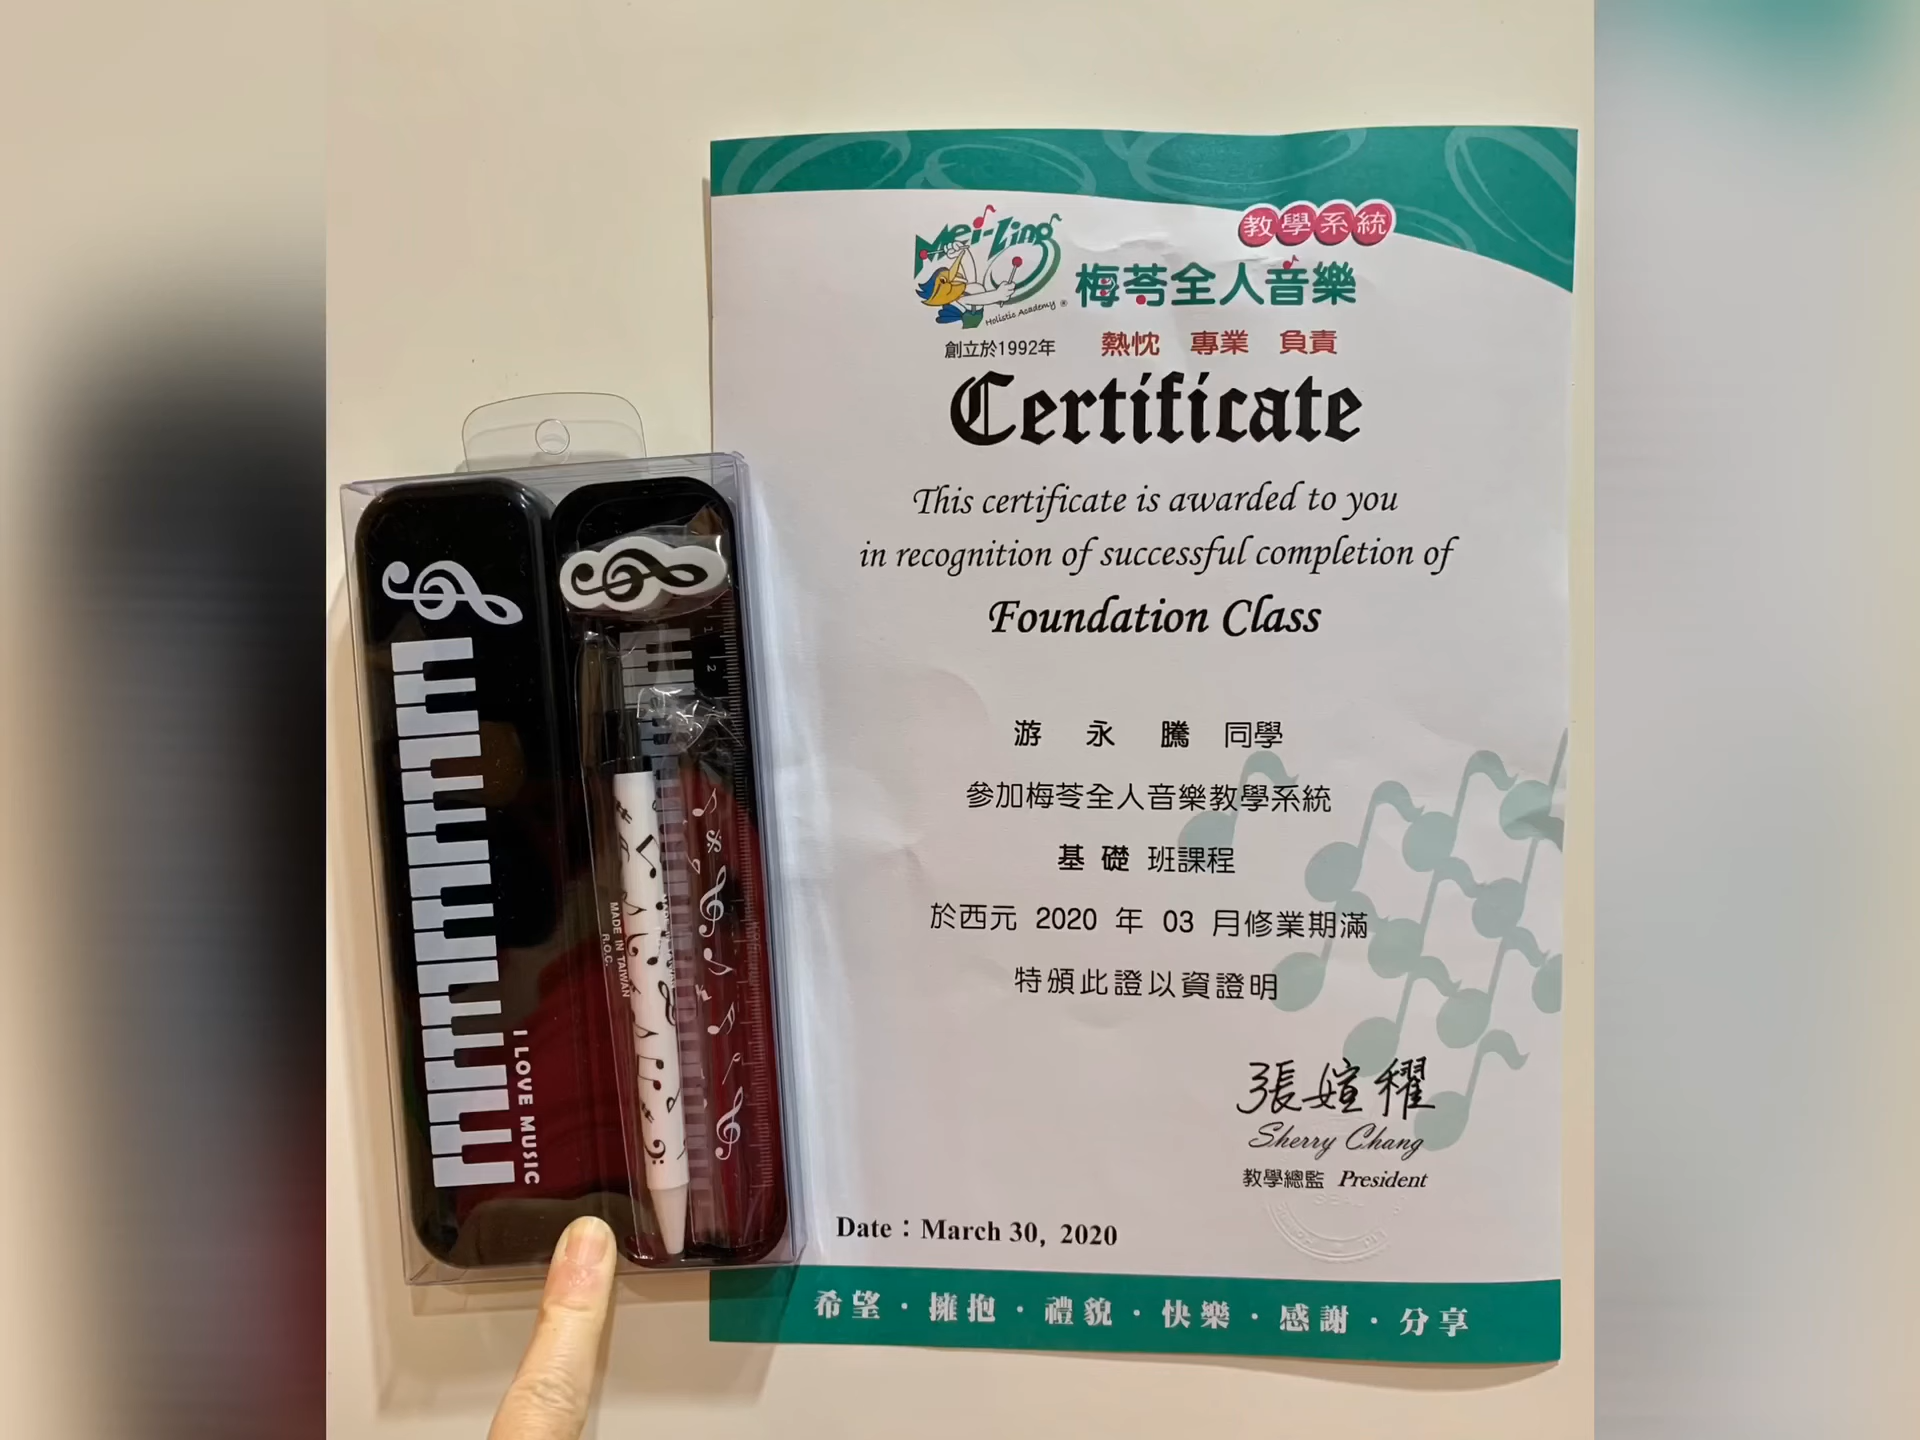 I LOVE MUSIC
1
2
MADE IN TAIWAN
R.O.C.
教學系統
Mei-Ling
Holistic Academy ®
梅苓全人音樂
創立於1992年
熱忱 專業 負責
Certificate
This certificate is awarded to you
in recognition of successful completion of
Foundation Class
游 永 騰 同學
參加梅苓全人音樂教學系統
基 礎 班課程
於西元 2020 年 03 月修業期滿
特頒此證以資證明
張媗穲
Sherry Chang
教學總監 President
Date：March 30, 2020
希望・擁抱・禮貌・快樂・感謝・分享